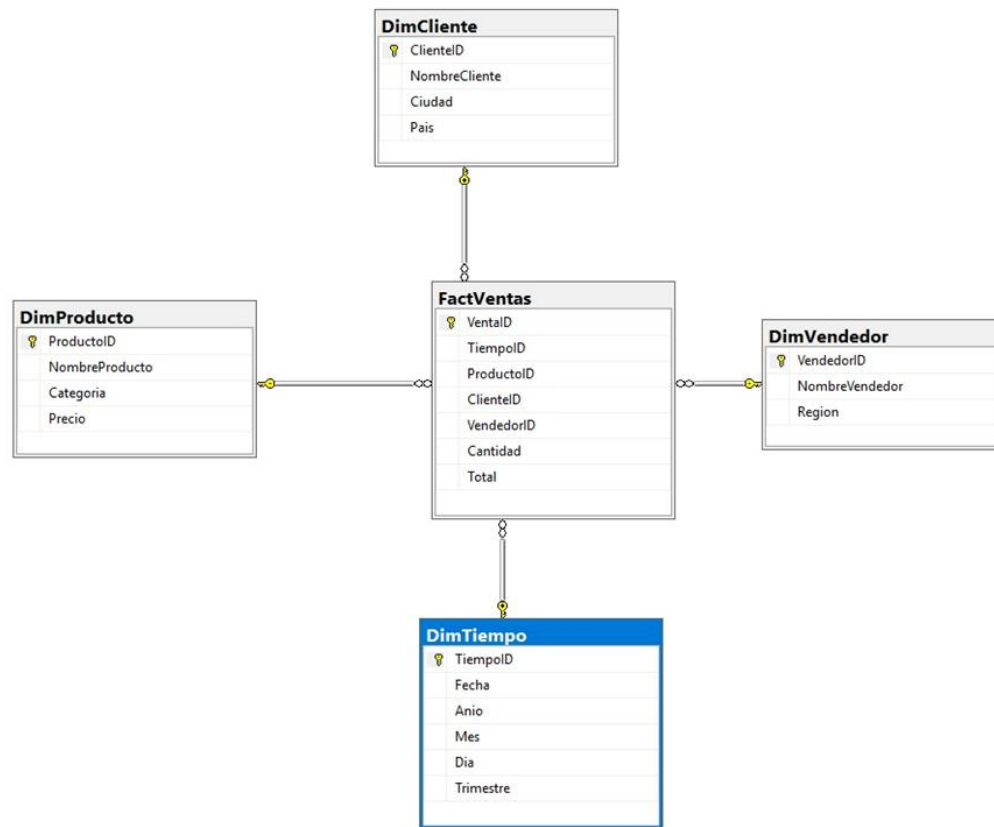 DimCliente
ClienteID
NombreCliente
Ciudad
Pais
DimProducto
ProductoID
NombreProducto
Categoria
Precio
FactVentas
VentaID
TiempoID
ProductoID
ClienteID
VendedorID
Cantidad
Total
DimVendedor
VendedorID
NombreVendedor
Region
DimTiempo
TiempoID
Fecha
Anio
Mes
Dia
Trimestre